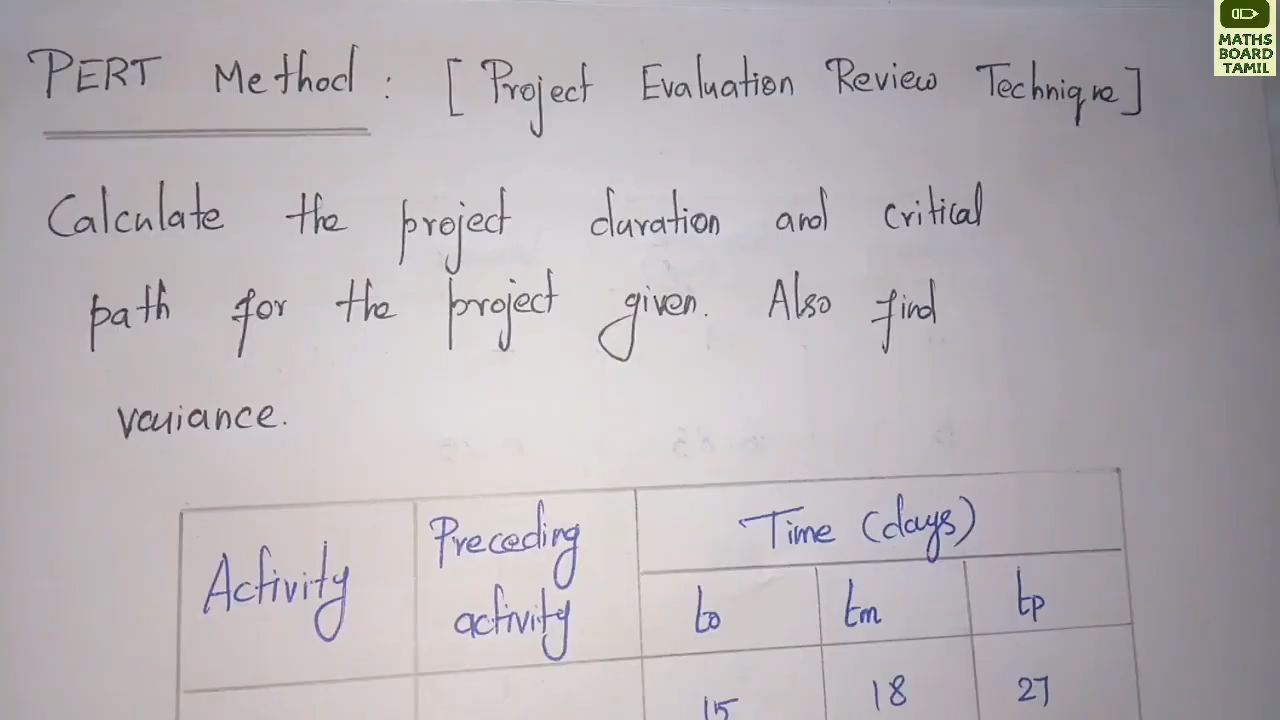 MATHS
BOARD
TAMIL
PERT Method : [Project Evaluation Review Technique]
Calculate the project duration and critical
path for the project given. Also find
variance.
Activity
Preceding
activity
Time (days)
to
tm
tp
15
18
27